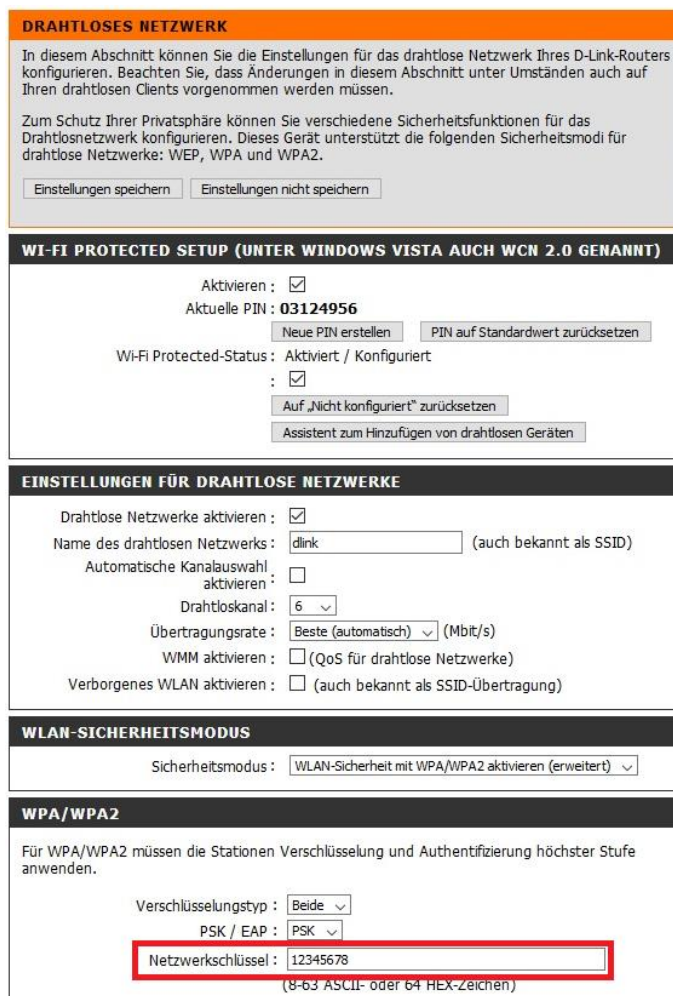 DRAHTLOSES NETZWERK
In diesem Abschnitt können Sie die Einstellungen für das drahtlose Netzwerk Ihres D-Link-Routers
konfigurieren. Beachten Sie, dass Änderungen in diesem Abschnitt unter Umständen auch auf
Ihren drahtlosen Clients vorgenommen werden müssen.
Zum Schutz Ihrer Privatsphäre können Sie verschiedene Sicherheitsfunktionen für das
Drahtlosnetzwerk konfigurieren. Dieses Gerät unterstützt die folgenden Sicherheitsmodi für
drahtlose Netzwerke: WEP, WPA und WPA2.
Einstellungen speichern Einstellungen nicht speichern
WI-FI PROTECTED SETUP (UNTER WINDOWS VISTA AUCH WCN 2.0 GENANNT)
Aktivieren :
Aktuelle PIN : 03124956
Neue PIN erstellen PIN auf Standardwert zurücksetzen
Wi-Fi Protected-Status : Aktiviert / Konfiguriert
:
Auf „Nicht konfiguriert“ zurücksetzen
Assistent zum Hinzufügen von drahtlosen Geräten
EINSTELLUNGEN FÜR DRAHTLOSE NETZWERKE
Drahtlose Netzwerke aktivieren :
Name des drahtlosen Netzwerks : dlink (auch bekannt als SSID)
Automatische Kanalauswahl
aktivieren :
Drahtloskanal : 6
Übertragungsrate : Beste (automatisch) (Mbit/s)
WMM aktivieren : (QoS für drahtlose Netzwerke)
Verborgenes WLAN aktivieren : (auch bekannt als SSID-Übertragung)
WLAN-SICHERHEITSMODUS
Sicherheitsmodus : WLAN-Sicherheit mit WPA/WPA2 aktivieren (erweitert)
WPA/WPA2
Für WPA/WPA2 müssen die Stationen Verschlüsselung und Authentifizierung höchster Stufe
anwenden.
Verschlüsselungstyp : Beide
PSK / EAP : PSK
Netzwerkschlüssel : 12345678
(8-63 ASCII- oder 64 HEX-Zeichen)